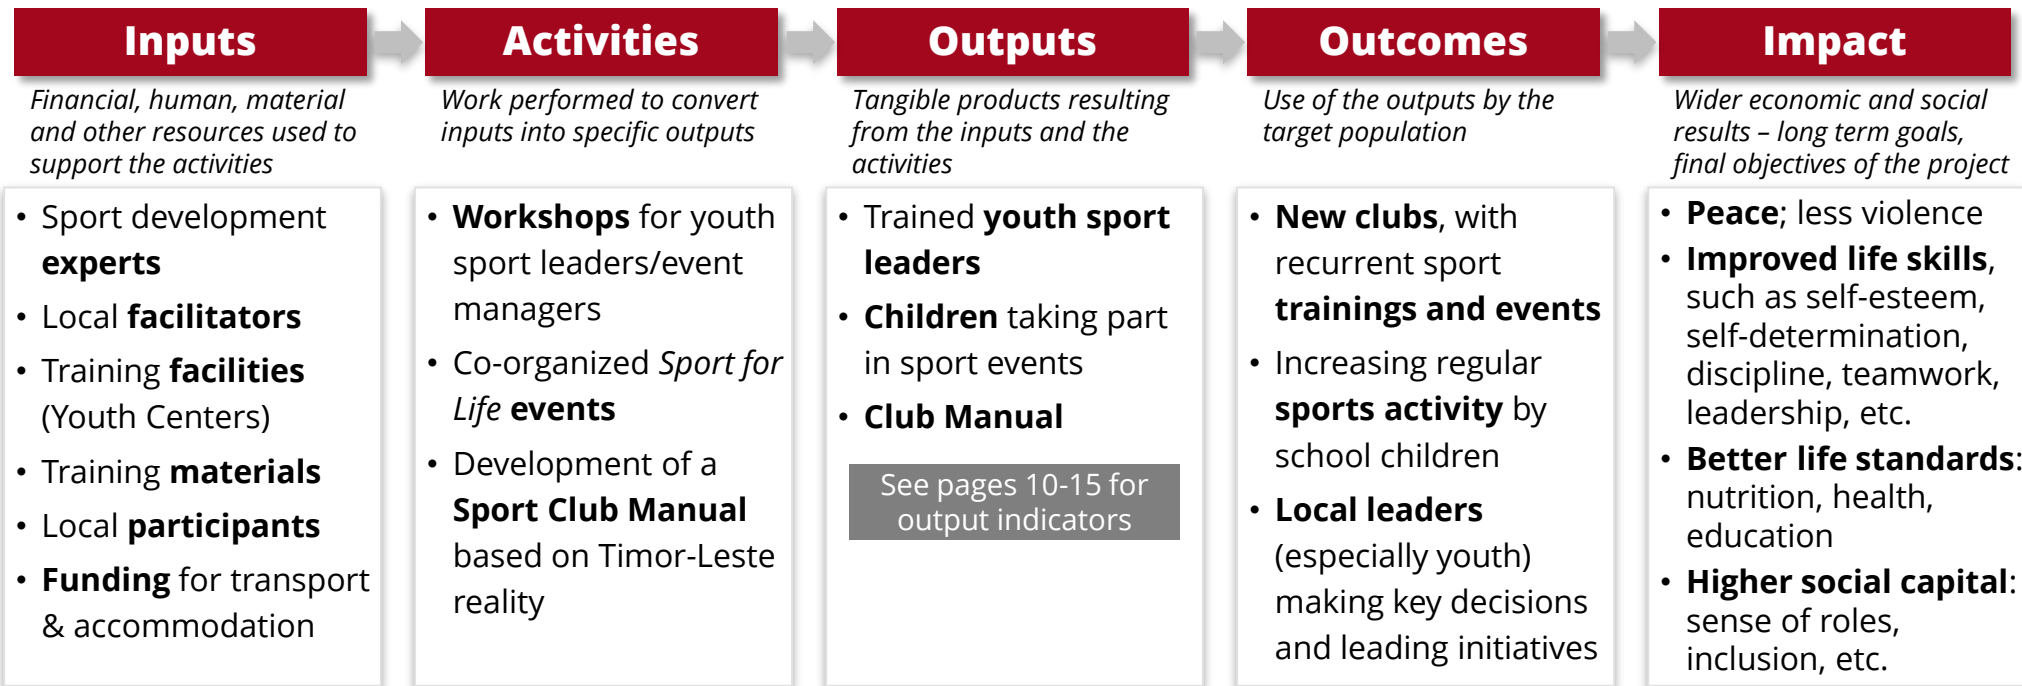 Inputs
Activities
Outputs
Outcomes
Impact
Financial, human, material
and other resources used to
support the activities
Work performed to convert
inputs into specific outputs
Tangible products resulting
from the inputs and the
activities
Use of the outputs by the
target population
Wider economic and social
results – long term goals,
final objectives of the project
• Sport development
experts
• Local facilitators
• Training facilities
(Youth Centers)
• Training materials
• Local participants
• Funding for transport
& accommodation
• Workshops for youth
sport leaders/event
managers
• Co-organized Sport for
Life events
• Development of a
Sport Club Manual
based on Timor-Leste
reality
• Trained youth sport
leaders
• Children taking part
in sport events
• Club Manual
See pages 10-15 for
output indicators
• New clubs, with
recurrent sport
trainings and events
• Increasing regular
sports activity by
school children
• Local leaders
(especially youth)
making key decisions
and leading initiatives
• Peace; less violence
• Improved life skills,
such as self-esteem,
self-determination,
discipline, teamwork,
leadership, etc.
• Better life standards:
nutrition, health,
education
• Higher social capital:
sense of roles,
inclusion, etc.